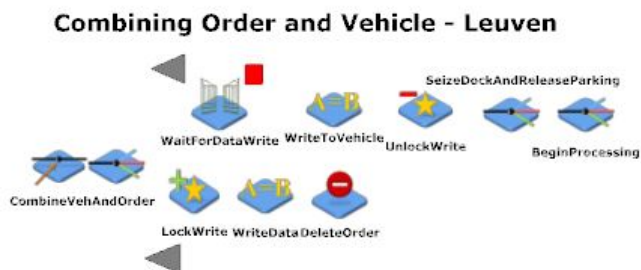 Combining Order and Vehicle - Leuven
SeizeDockAndReleaseParking
A=B
WaitForDataWrite
WriteToVehicle
UnlockWrite
BeginProcessing
CombineVehAndOrder
A=B
LockWrite
WriteData
DeleteOrder